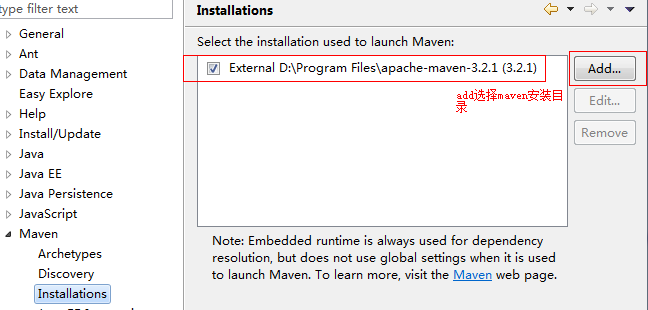 type filter text
General
Ant
Data Management
Easy Explore
Help
Install/Update
Java
Java EE
Java Persistence
JavaScript
Maven
Archetypes
Discovery
Installations
Installations
Select the installation used to launch Maven:
External D:\Program Files\apache-maven-3.2.1 (3.2.1)
Add...
Edit...
Remove
add选择maven安装目
录
Note: Embedded runtime is always used for dependency
resolution, but does not use global settings when it is used
to launch Maven. To learn more, visit the Maven web page.